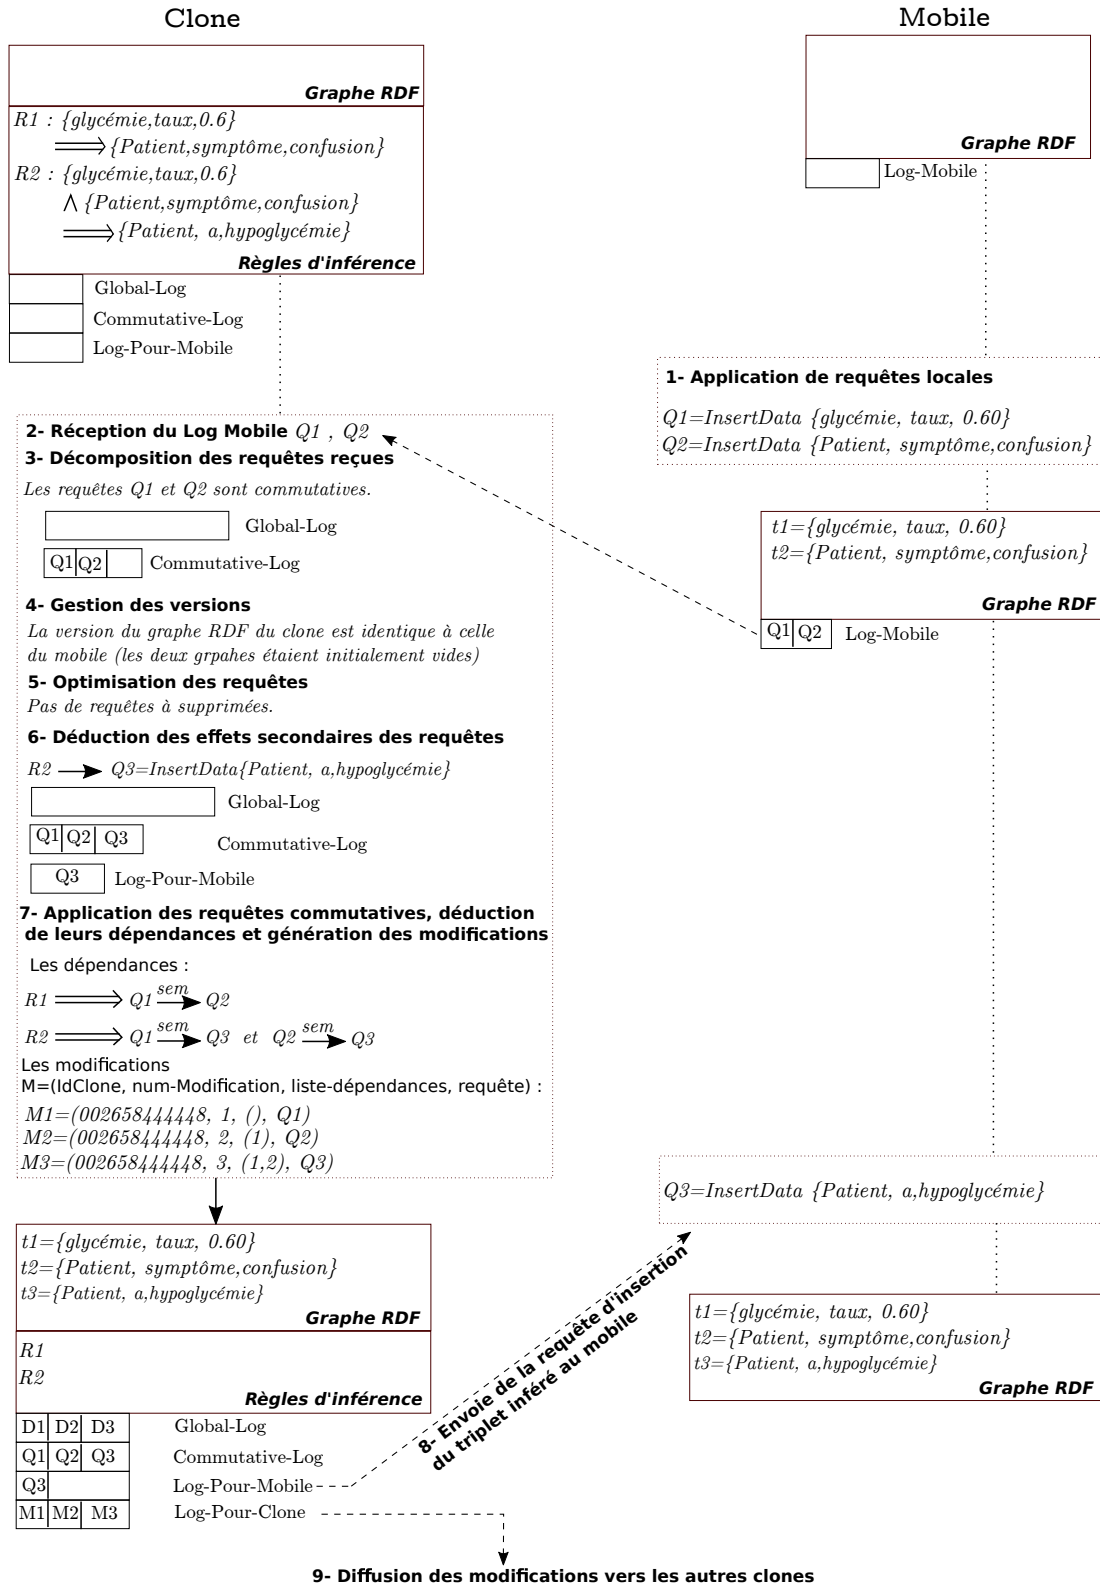 Clone
Mobile
Graphe RDF
R1 : {glycémie,taux,0.6}
{Patient,symptôme,confusion}
R2 : {glycémie,taux,0.6}
∧ {Patient,symptôme,confusion}
{Patient, a,hypoglycémie}
Règles d'inférence
Global-Log
Commutative-Log
Log-Pour-Mobile
Graphe RDF
Log-Mobile
1- Application de requêtes locales
Q1=InsertData {glycémie, taux, 0.60}
Q2=InsertData {Patient, symptôme,confusion}
t1={glycémie, taux, 0.60}
t2={Patient, symptôme,confusion}
Graphe RDF
Q1 Q2 Log-Mobile
2- Réception du Log Mobile Q1 , Q2
3- Décomposition des requêtes reçues
Les requêtes Q1 et Q2 sont commutatives.
Global-Log
Q1 Q2 Commutative-Log
4- Gestion des versions
La version du graphe RDF du clone est identique à celle
du mobile (les deux grpahes étaient initialement vides)
5- Optimisation des requêtes
Pas de requêtes à supprimées.
6- Déduction des effets secondaires des requêtes
R2 Q3=InsertData{Patient, a,hypoglycémie}
Global-Log
Q1 Q2 Q3 Commutative-Log
Q3 Log-Pour-Mobile
7- Application des requêtes commutatives, déduction
de leurs dépendances et génération des modifications
Les dépendances :
R1 Q1 sem Q2
R2 Q1 sem Q3 et Q2 sem Q3
Les modifications
M=(IdClone, num-Modification, liste-dépendances, requête) :
M1=(002658444448, 1, (), Q1)
M2=(002658444448, 2, (1), Q2)
M3=(002658444448, 3, (1,2), Q3)
Q3=InsertData {Patient, a,hypoglycémie}
t1={glycémie, taux, 0.60}
t2={Patient, symptôme,confusion}
t3={Patient, a,hypoglycémie}
Graphe RDF
R1
R2
Règles d'inférence
D1 D2 D3 Global-Log
Q1 Q2 Q3 Commutative-Log
Q3 Log-Pour-Mobile
M1 M2 M3 Log-Pour-Clone
8- Envoie de la requête d'insertion
du triplet inféré au mobile
t1={glycémie, taux, 0.60}
t2={Patient, symptôme,confusion}
t3={Patient, a,hypoglycémie}
Graphe RDF
9- Diffusion des modifications vers les autres clones